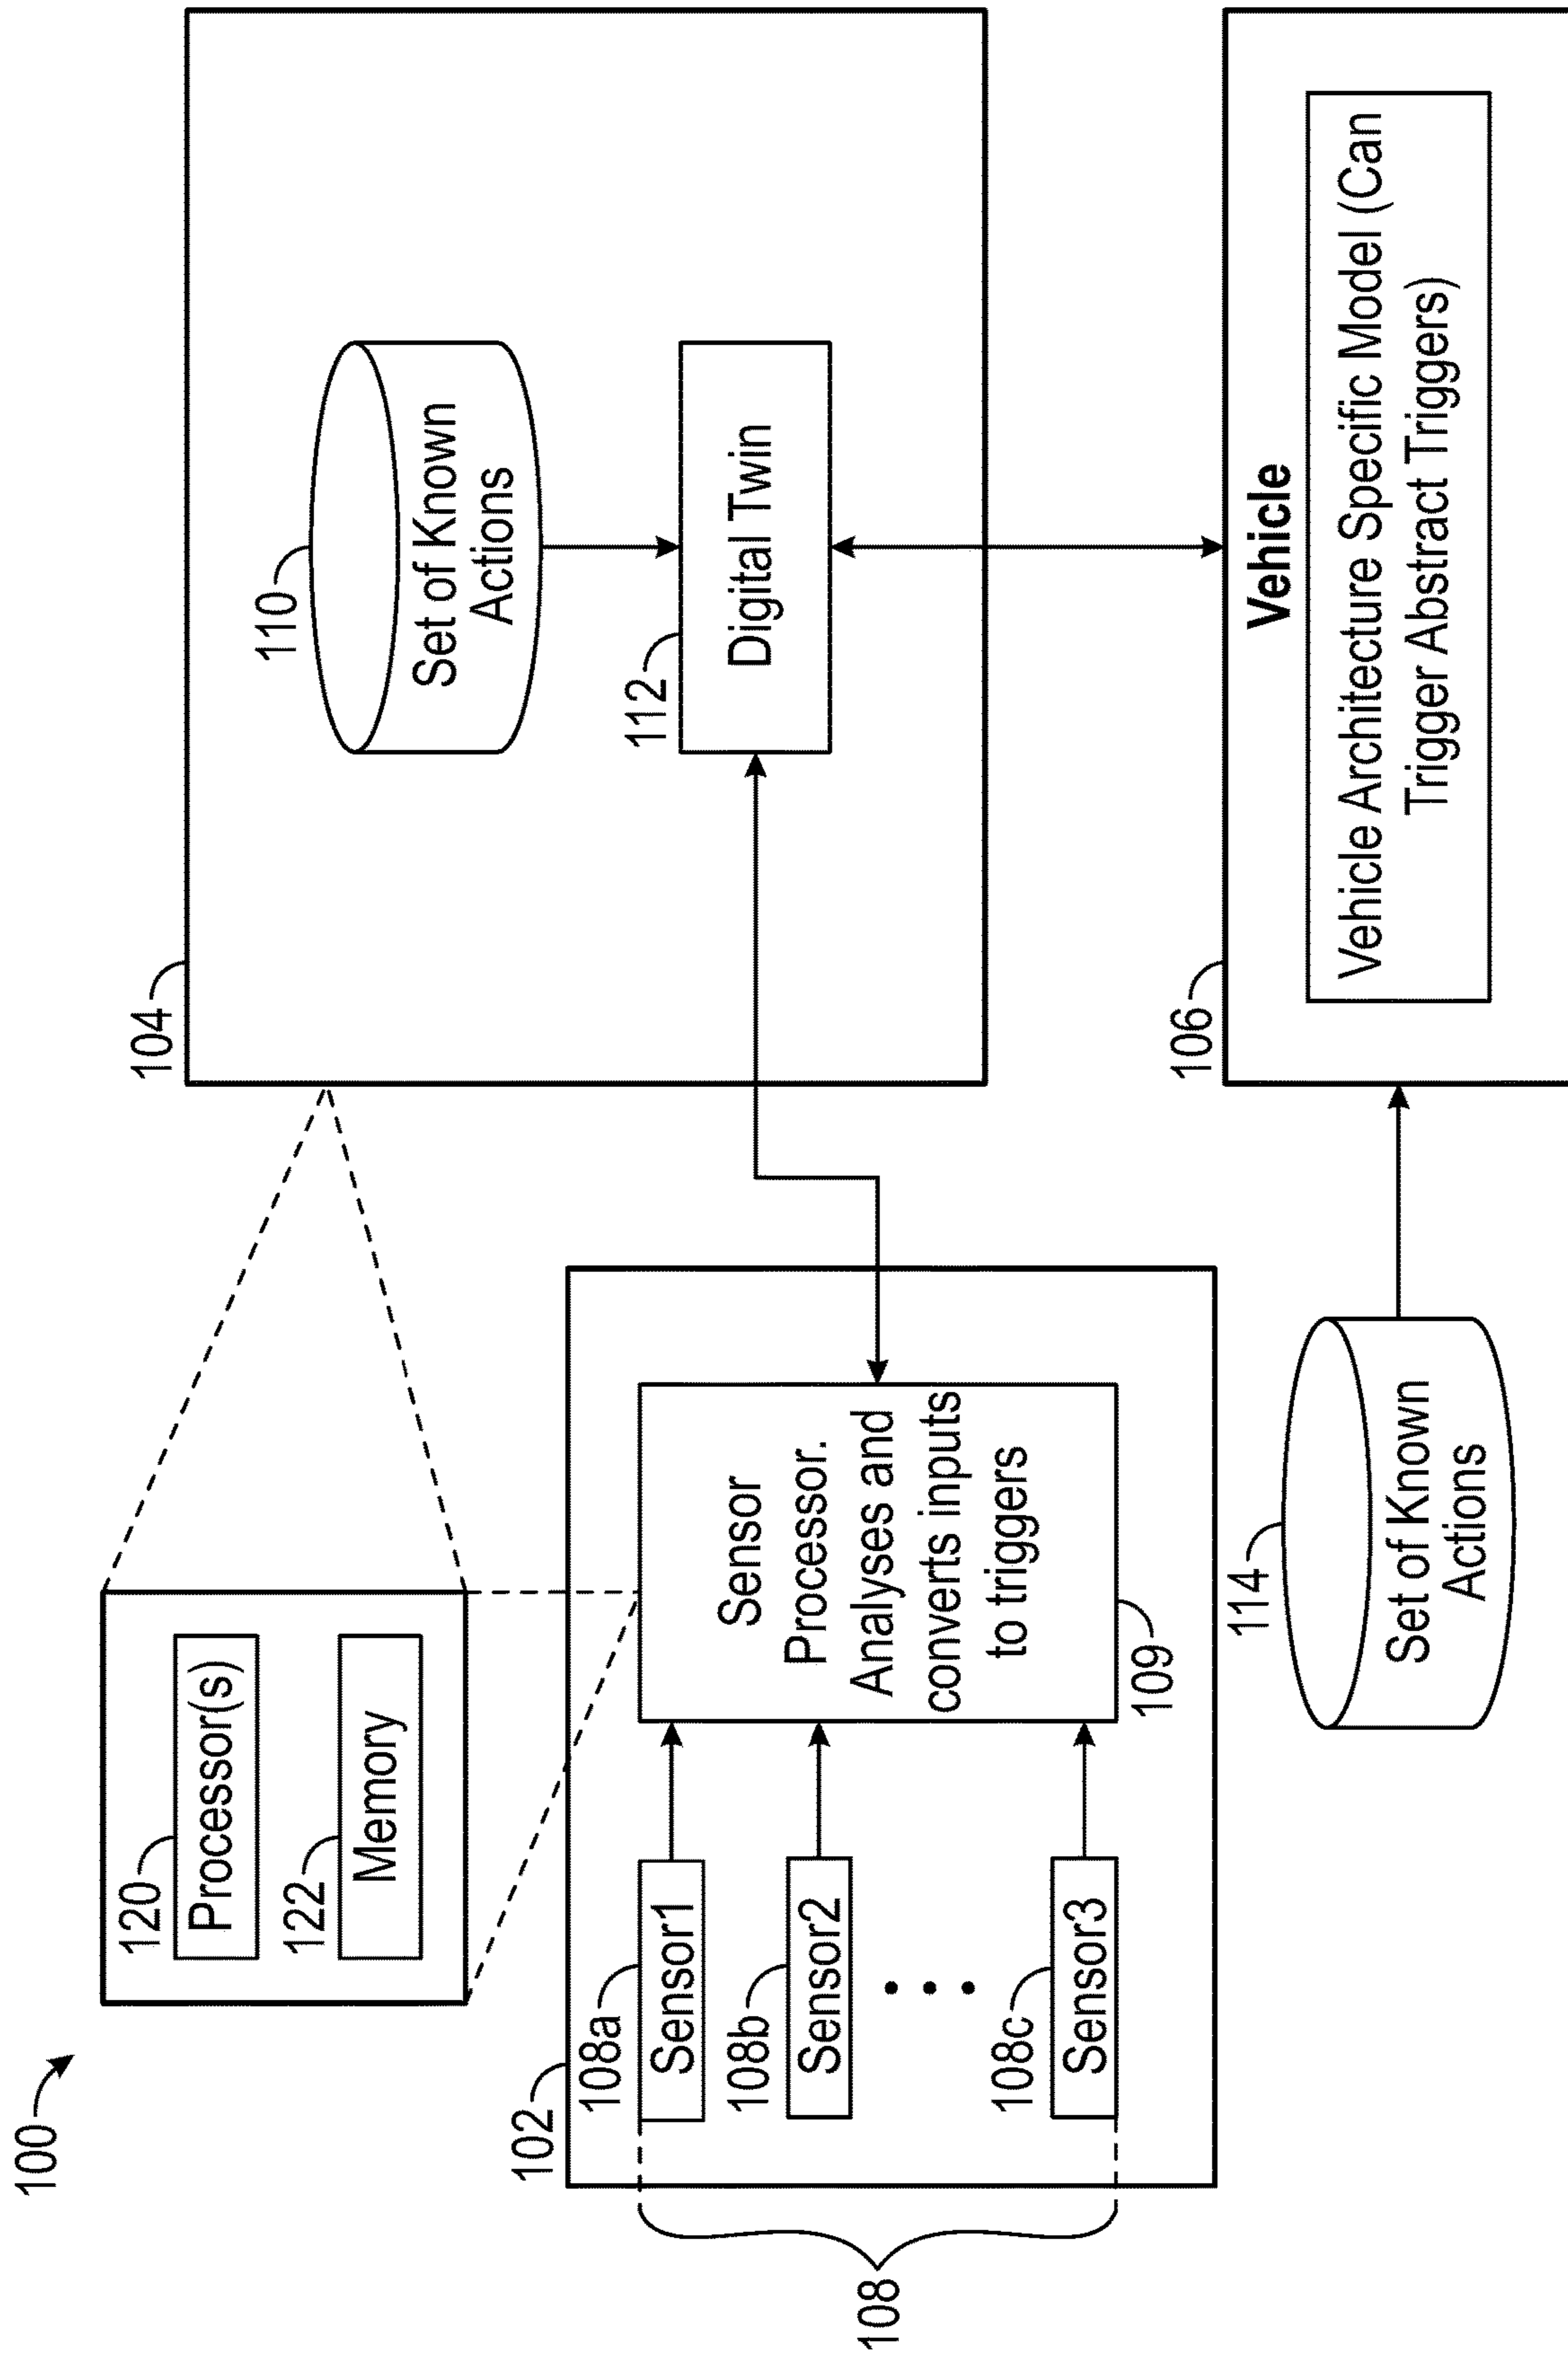 100
120
Processor(s)
122
Memory
104
110
Set of Known
Actions
112
Digital Twin
102
108a
Sensor1
108b
Sensor2
108c
Sensor3
108
Sensor
Processor.
Analyses and
converts inputs
to triggers
109
114
Set of Known
Actions
106
Vehicle
Vehicle Architecture Specific Model (Can
Trigger Abstract Triggers)